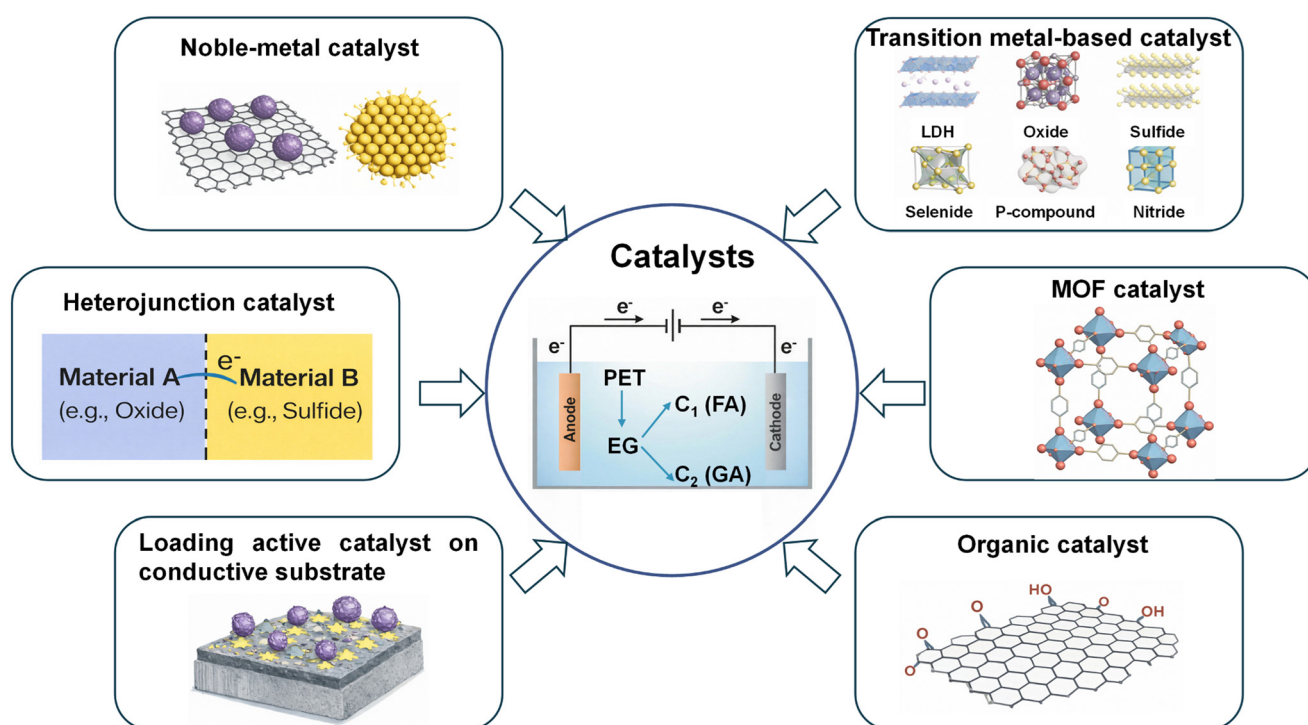 Noble-metal catalyst
Transition metal-based catalyst
LDH
Oxide
Sulfide
Selenide
P-compound
Nitride
Heterojunction catalyst
Material A
(e.g., Oxide)
e-
Material B
(e.g., Sulfide)
Catalysts
e-
e-
e-
e-
Anode
PET
EG
C₁ (FA)
C₂ (GA)
Cathode
MOF catalyst
Loading active catalyst on
conductive substrate
Organic catalyst
HO
O
OH
O
O
O